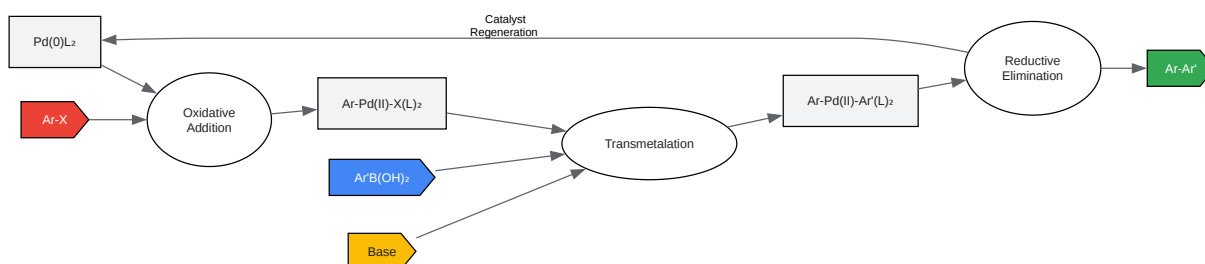 Catalyst
Regeneration
Pd(0)L₂
Reductive
Elimination
Ar-Ar'
Ar-Pd(II)-X(L)₂
Ar-Pd(II)-Ar'(L)₂
Ar-X
Oxidative
Addition
Transmetalation
Ar'B(OH)₂
Base